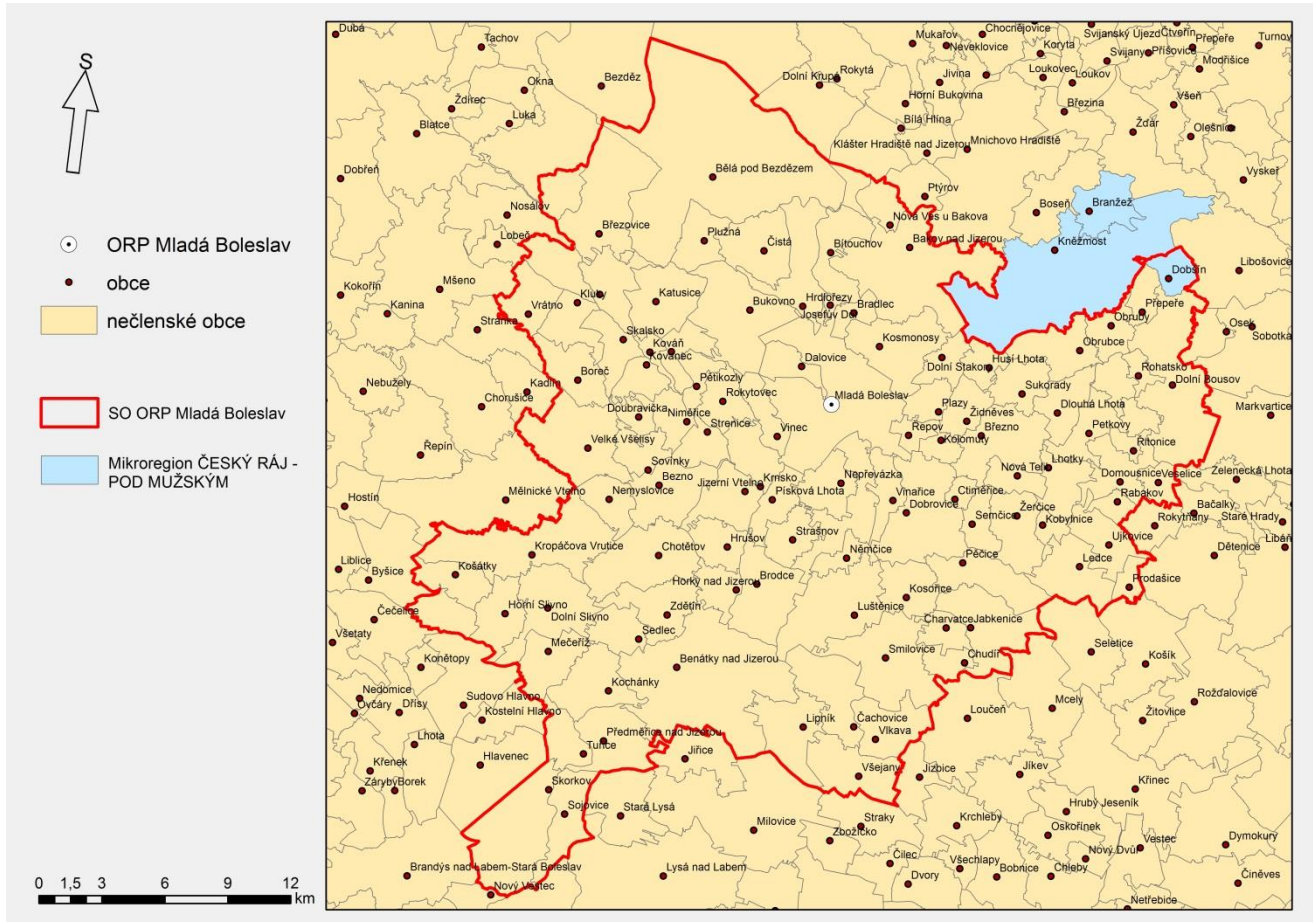 S
ORP Mladá Boleslav
obce
nečlenské obce
SO ORP Mladá Boleslav
Mikroregion ČESKÝ RÁJ -
POD MUŽSKÝM
0 1,5 3 6 9 12
km
Dubá
Tachov
Bezděz
Okna
Ždírec
Luka
Blatce
Dobřeň
Dolní Krupá
Rokytá
Mukařov
Neveklovice
Chocnějovice
Jivina
Horní Bukovina
Bílá Hlína
Klášter Hradiště nad Jizerou
Mnichovo Hradiště
Koryta
Loukovec
Loukov
Březina
Svijanský Újezd
Svijany
Čtveřín
Příšovice
Přepeře
Modřišice
Turnov
Všeň
Žďár
Olešnice
Vyskeř
Bělá pod Bezdězem
Ptýrov
Boseň
Branžež
Kněžmost
Nosálov
Lobeč
Březovice
Plužná
Čistá
Bítouchov
Nová Ves u Bakova
Bakov nad Jizerou
Dobšín
Libošovice
Přepeře
Obruby
Osek
Sobotka
Kokořín
Mšeno
Kanina
Vrátno
Stránka
Kluky
Katusice
Bukovno
Hrdlořezy
Josefův Důl
Bradlec
Skalsko
Kováň
Kovanec
Kosmonosy
Dalovice
Dolní Stakory
Husí Lhota
Obrubce
Rohatsko
Dolní Bousov
Nebužely
Chorušice
Kadlín
Boreč
Pětikozly
Rokytovec
Mladá Boleslav
Sukorady
Markvartice
Doubravička
Niměřice
Strenice
Vinec
Plazy
Židněves
Řepov
Kolomuty
Březno
Dlouhá Lhota
Petkovy
Řitonice
Řepín
Velké Všelisy
Sovínky
Bezno
Jizerní Vtelno
Krnsko
Písková Lhota
Nepřevázka
Nová Telib
Lhotky
Domousnice
Veselice
Zelenecká Lhota
Hostín
Mělnické Vtelno
Nemyslovice
Vinařice
Dobrovice
Ctiměřice
Semčice
Žerčice
Kobylnice
Rabakov
Rokytňany
Bačalky
Staré Hrady
Libáň
Kropáčova Vrutice
Chotětov
Hrušov
Strašnov
Němčice
Pěčice
Ujkovice
Ledce
Dětenice
Liblice
Byšice
Košátky
Horky nad Jizerou
Brodce
Prodašice
Čečelice
Všetaty
Horní Slivno
Dolní Slivno
Zdětín
Luštěnice
Kosořice
Charvatce
Jabkenice
Sedlec
Mečeříž
Smilovice
Chudíř
Seletice
Košík
Konětopy
Benátky nad Jizerou
Kochánky
Nedomice
Ovčáry
Dřísy
Sudovo Hlavno
Kostelní Hlavno
Loučeň
Mcely
Rožďalovice
Žitovlice
Lhota
Předměřice nad Jizerou
Tuřice
Jiřice
Lipník
Čachovice
Vlkava
Křenek
Hlavenec
Záryby
Borek
Skorkov
Sojovice
Stará Lysá
Všejany
Jizbice
Jíkev
Křinec
Hrubý Jeseník
Milovice
Straky
Zbožíčko
Krchleby
Oskořínek
Vestec
Dymokury
Brandýs nad Labem-Stará Boleslav
Nový Vestec
Lysá nad Labem
Čilec
Dvory
Všechlapy
Bobnice
Chleby
Nový Dvůr
Činěves
Netřebice